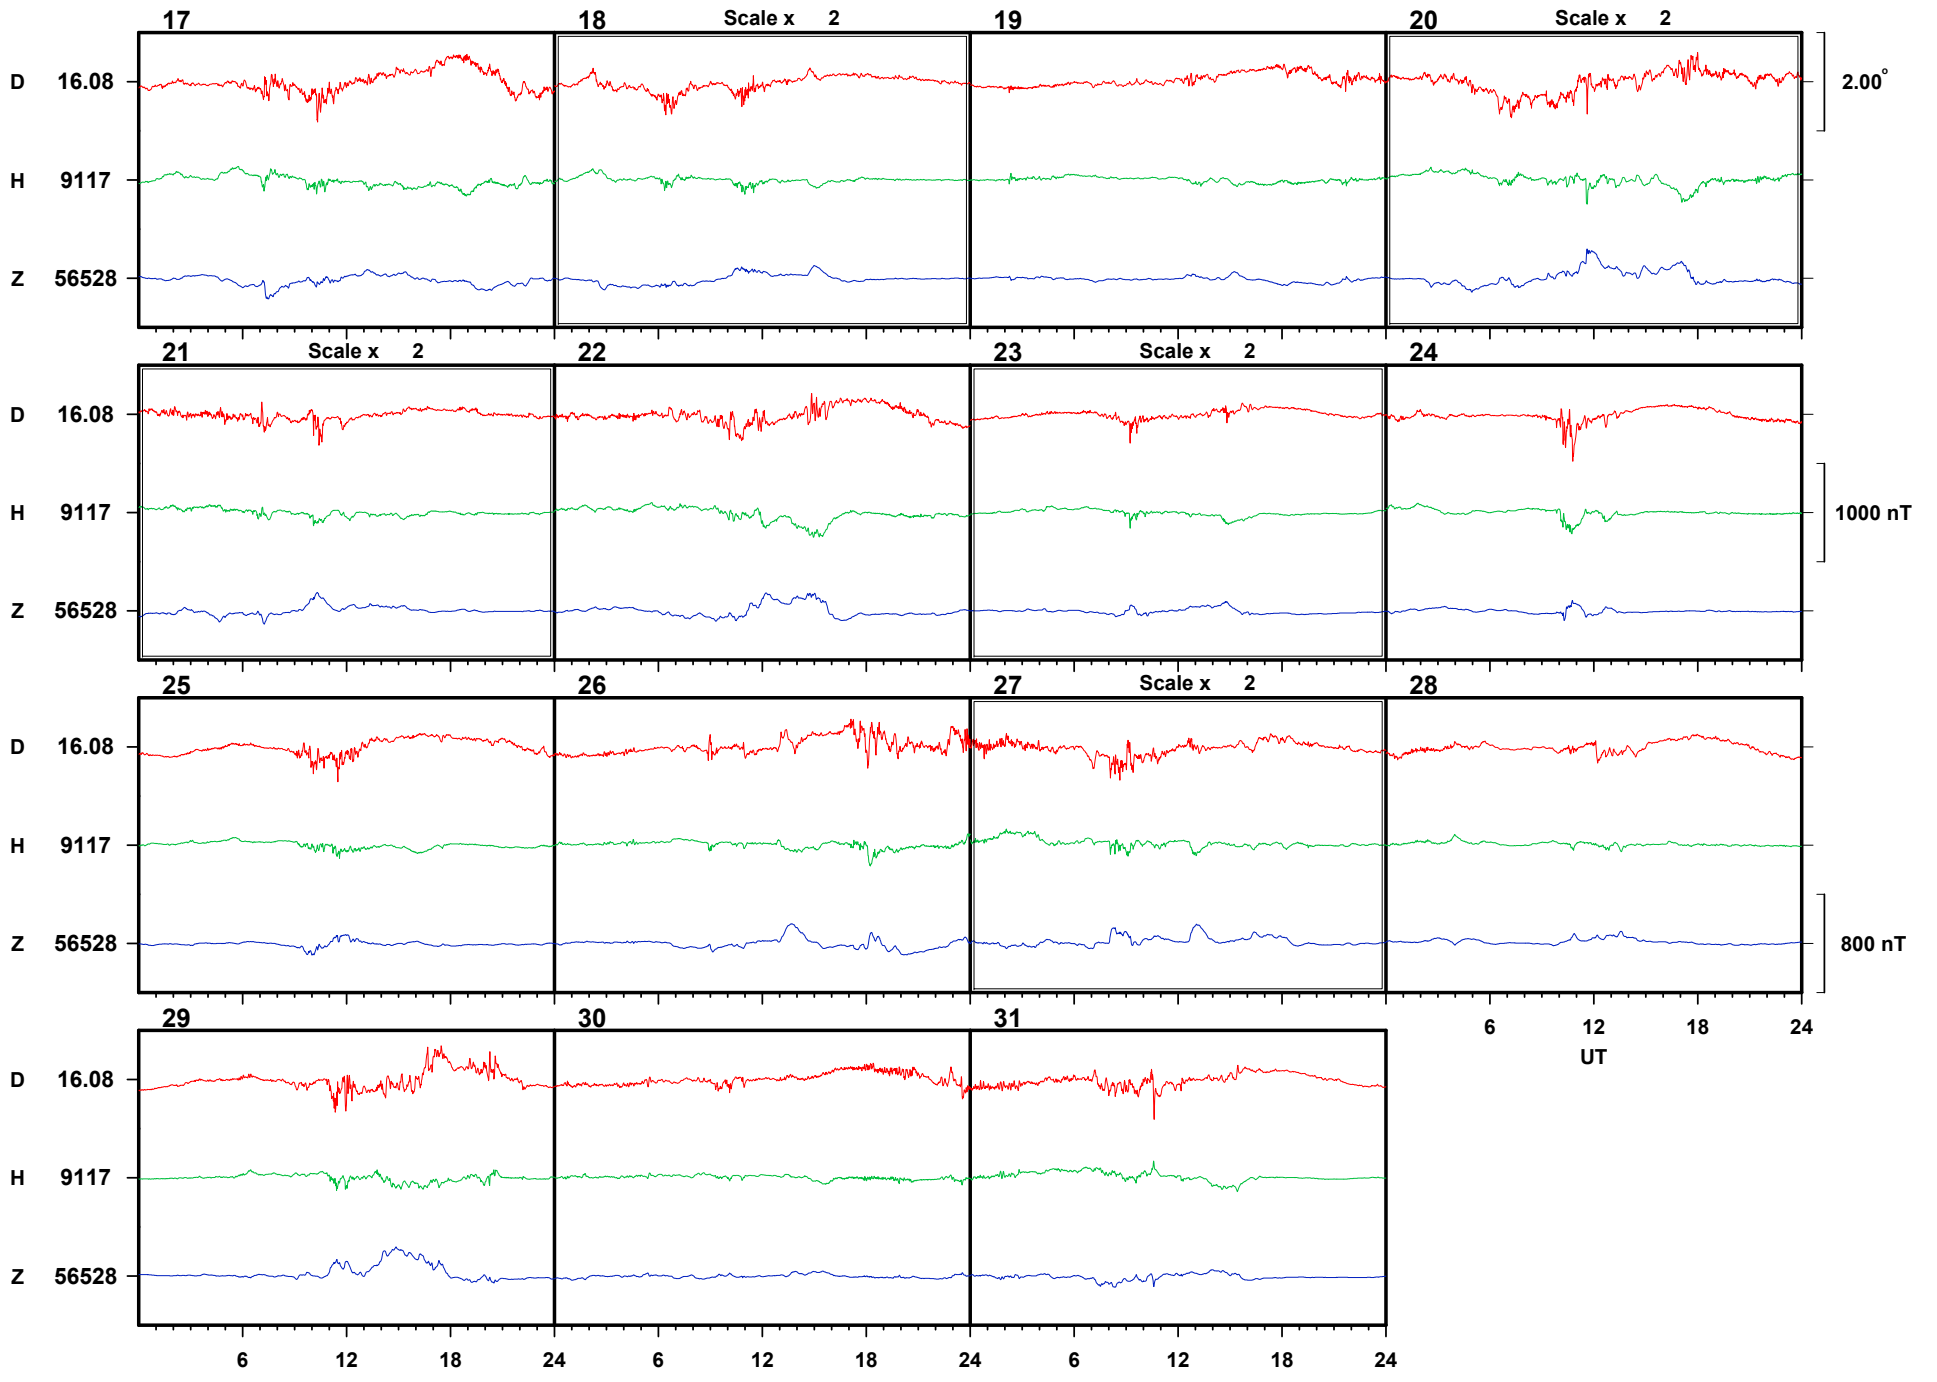 17 18 Scale x 2 19 20 Scale x 2
D 16.08 2.00°
H 9117
Z 56528
21 Scale x 2 22 23 Scale x 2 24
D 16.08
H 9117 1000 nT
Z 56528
25 26 27 Scale x 2 28
D 16.08
H 9117
Z 56528 800 nT
29 30 31 6 12 18 24
UT
D 16.08
H 9117
Z 56528
6 12 18 24 6 12 18 24 6 12 18 24